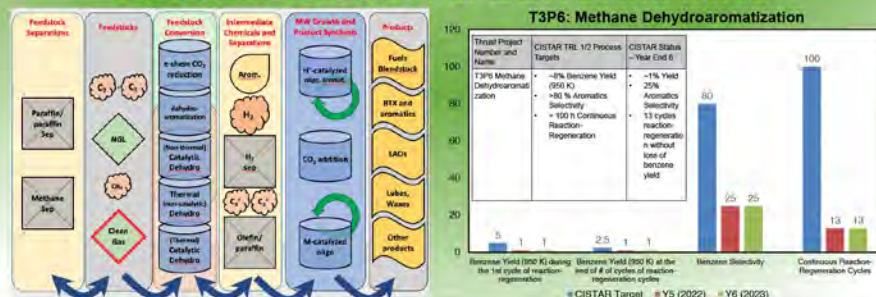 Feedstock
Separations
Feedstocks
Feedstock
Conversion
Intermediate
Chemicals and
Separations
MW Growth and
Product Synthesis
Products
Paraffin/
paraffin
Sep
Methane
Sep
NGL
Clean
Gas
e-chem CO₂
reduction
(Non-thermal)
Catalytic
Dehydro
Thermal
Dehydro
(Thermal)
Catalytic
Dehydro
Arom.
H₂
H₂
sep
Olefin/
paraffin
H⁺-catalyzed
CO₂ addition
M-catalyzed
oligo
Fuels
Blendstock
BTX and
aromatics
LAOs
Lubes,
Waxes
Other
products
T3P6: Methane Dehydroaromatization
Thrust Project
Number and
Name
CISTAR TRL 1/2 Process
Targets
CISTAR Status
– Year End 6
T3P6 Methane
Dehydroaromati
zation
• ~8% Benzene Yield
(950 K)
• >80 % Aromatics
Selectivity
• > 100 h Continuous
Reaction-
Regeneration
• ~1% Yield
• 25%
Aromatics
Selectivity
• 13 cycles
reaction-
regeneratio
n without
loss of
benzene
yield
120
100
80
60
40
20
0
5
1
1
2.5
1
1
80
25
25
100
13
13
Benzene Yield (950 K) during
the 1st cycle of reaction-
regeneration
Benzene Yield (950 K) at the
end of # of cycles of reaction-
regeneration cycles
Benzene Selectivity
Continuous Reaction-
Regeneration Cycles
CISTAR Target
Y5 (2022)
Y6 (2023)